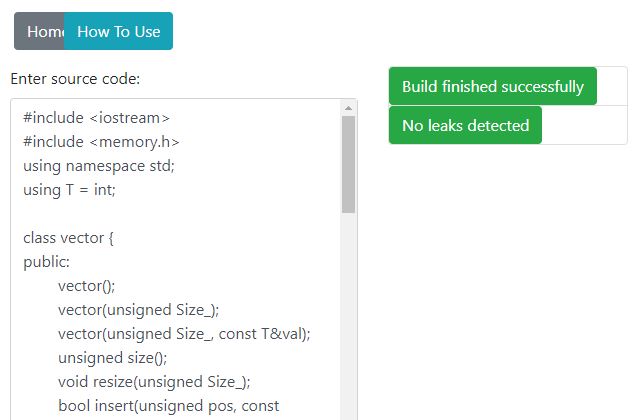 Home How To Use
Enter source code:
#include <iostream>
#include <memory.h>
using namespace std;
using T = int;
class vector {
public:
vector();
vector(unsigned Size_);
vector(unsigned Size_, const T&val);
unsigned size();
void resize(unsigned Size_);
bool insert(unsigned pos, const
Build finished successfully
No leaks detected